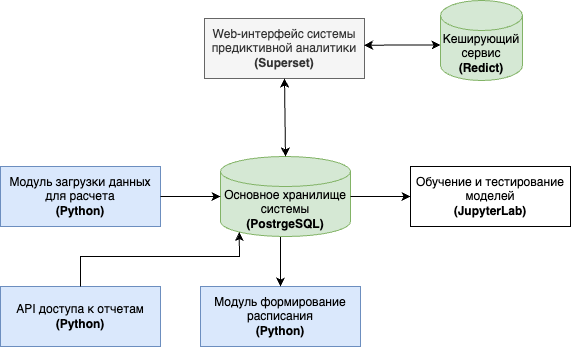 Web-интерфейс системы
предиктивной аналитики
(Superset)
Кеширующий
сервис
(Redict)
Модуль загрузки данных
для расчета
(Python)
Основное хранилище
системы
(PostrgeSQL)
Обучение и тестирование
моделей
(JupyterLab)
API доступа к отчетам
(Python)
Модуль формирование
расписания
(Python)